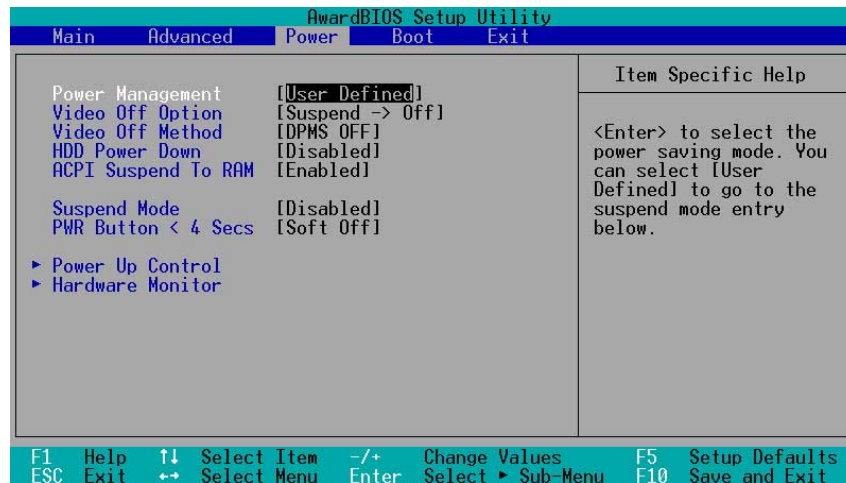 AwardBIOS Setup Utility
Main Advanced Power Boot Exit
Item Specific Help
Power Management [User Defined]
Video Off Option [Suspend -> Off]
Video Off Method [DPMS OFF]
HDD Power Down [Disabled]
ACPI Suspend To RAM [Enabled]
Suspend Mode [Disabled]
PWR Button < 4 Secs [Soft Off]
► Power Up Control
► Hardware Monitor
<Enter> to select the
power saving mode. You
can select [User
Defined] to go to the
suspend mode entry
below.
F1 Help ↑↓ Select Item -/+ Change Values F5 Setup Defaults
ESC Exit ←→ Select Menu Enter Select ► Sub-Menu F10 Save and Exit